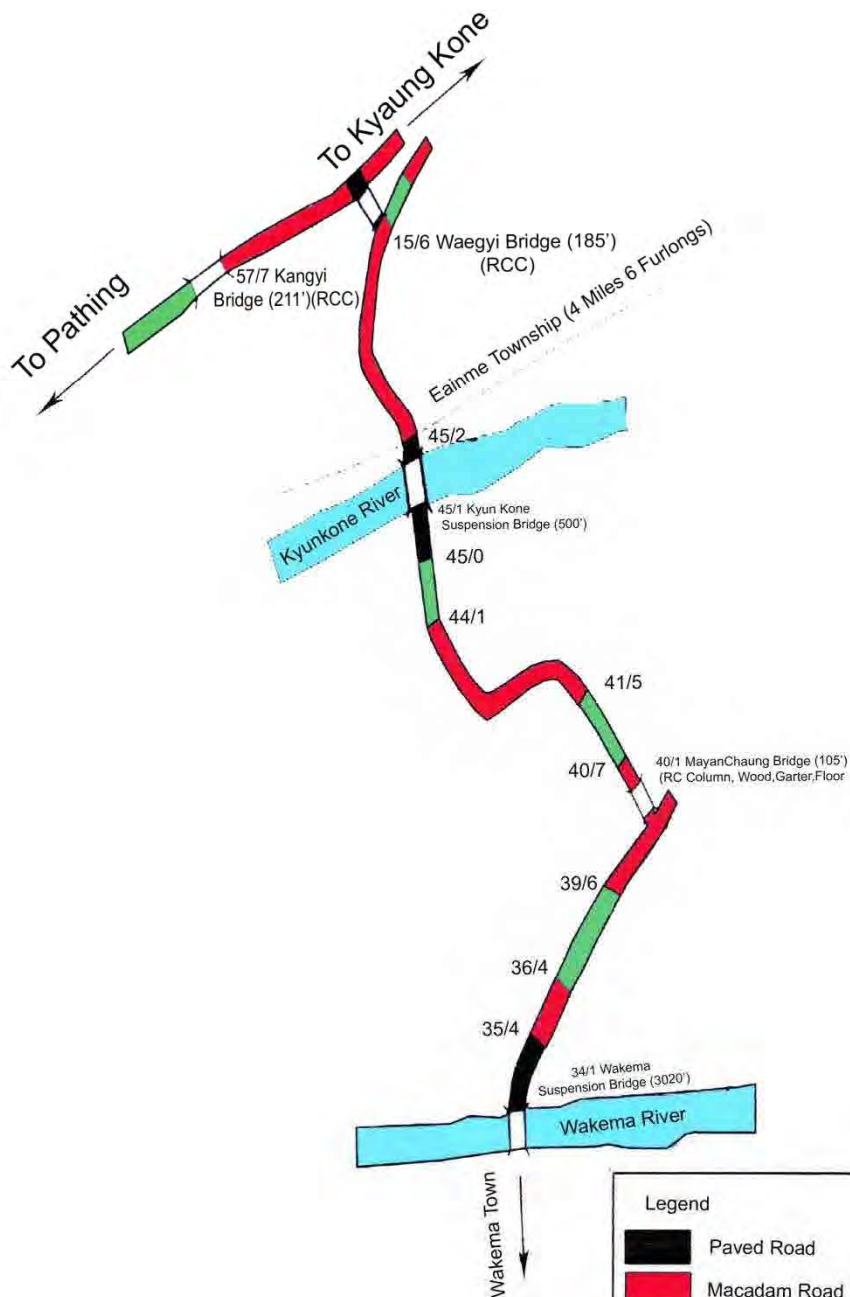 To Kyaung Kone
15/6 Waegyi Bridge (185')
(RCC)
57/7 Kangyi
Bridge (211')(RCC)
To Pathing
Eainme Township (4 Miles 6 Furlongs)
45/2
Kyunkone River
45/1 Kyun Kone
Suspension Bridge (500')
45/0
44/1
41/5
40/7
40/1 MayanChaung Bridge (105')
(RC Column, Wood,Garter,Floor
39/6
36/4
35/4
34/1 Wakema
Suspension Bridge (3020')
Wakema River
Wakema Town
Legend
Paved Road
Macadam Road